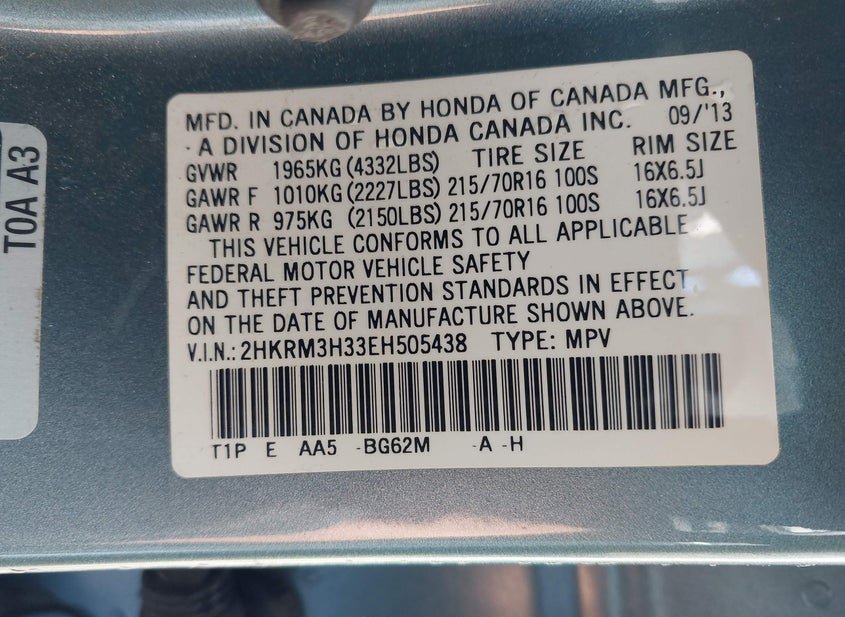 MFD. IN CANADA BY HONDA OF CANADA MFG.,
A DIVISION OF HONDA CANADA INC. 09/'13
GVWR 1965KG(4332LBS) TIRE SIZE RIM SIZE
GAWR F 1010KG(2227LBS) 215/70R16 100S 16X6.5J
GAWR R 975KG (2150LBS) 215/70R16 100S 16X6.5J
THIS VEHICLE CONFORMS TO ALL APPLICABLE
FEDERAL MOTOR VEHICLE SAFETY
AND THEFT PREVENTION STANDARDS IN EFFECT
ON THE DATE OF MANUFACTURE SHOWN ABOVE.
V.I.N.: 2HKRM3H33EH505438 TYPE: MPV
T1P E AA5 -BG62M -A -H
T0A A3